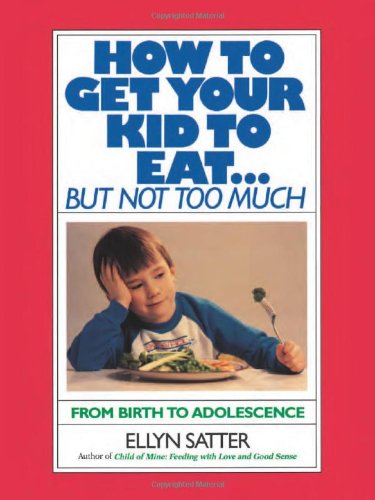 HOW TO
GET YOUR
KID TO
EAT...
BUT NOT TOO MUCH
FROM BIRTH TO ADOLESCENCE
ELLYN SATTER
Author of Child of Mine: Feeding with Love and Good Sense